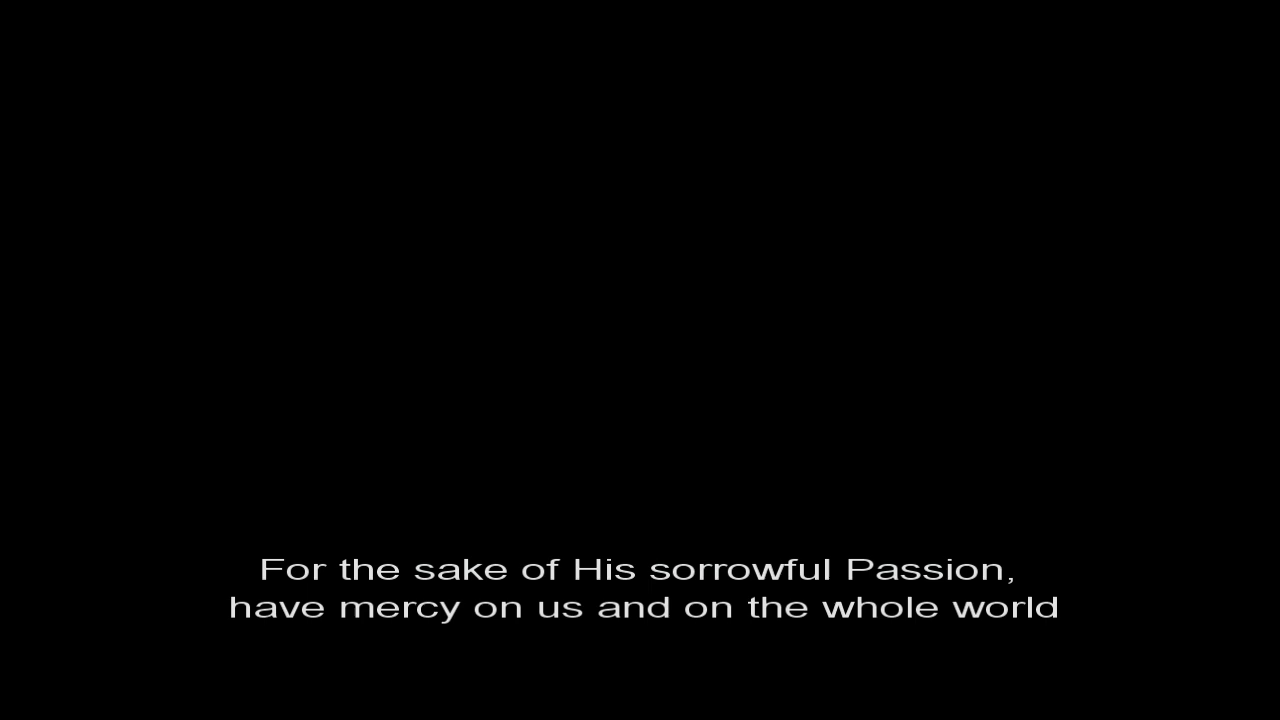 For the sake of His sorrowful Passion,
have mercy on us and on the whole world